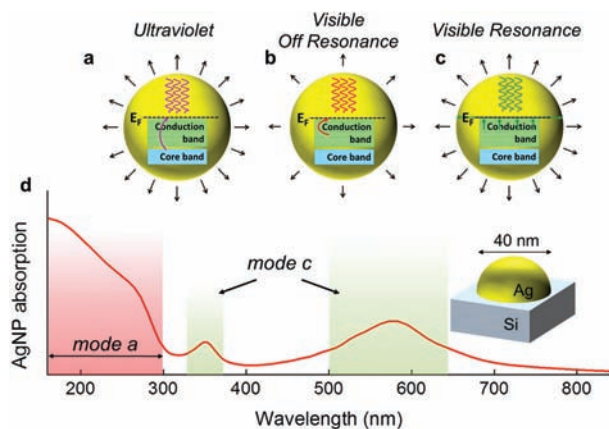 Ultraviolet
Visible
Off Resonance
Visible Resonance
a
b
c
EF
Conduction
band
Core band
EF
Conduction
band
Core band
EF
Conduction
band
Core band
d
mode c
40 nm
Ag
Si
mode a
AgNP absorption
200
300
400
500
600
700
800
Wavelength (nm)